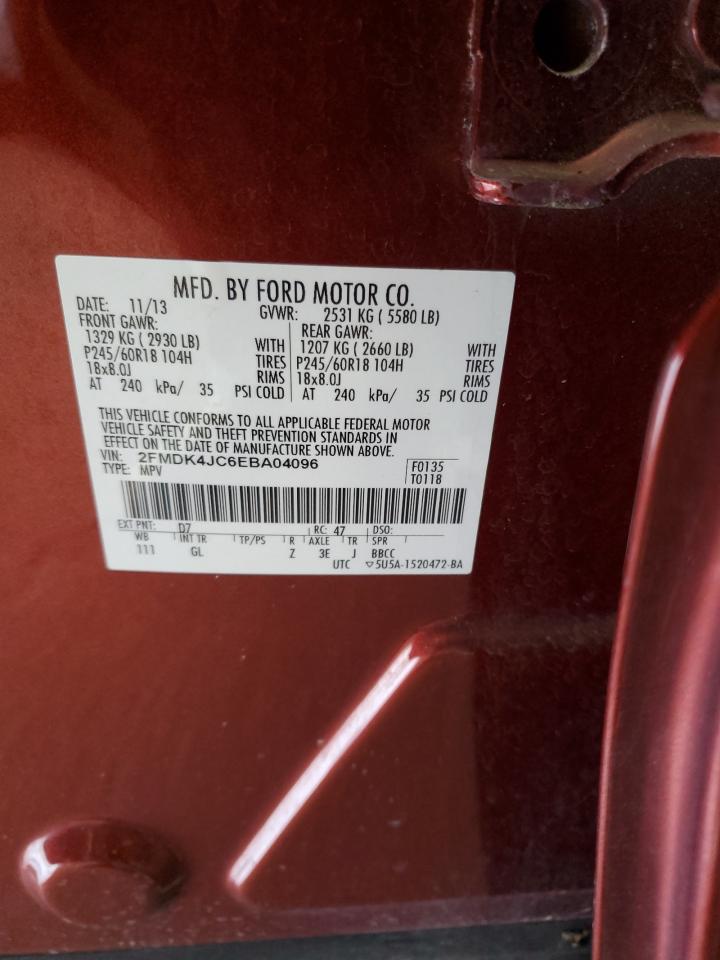 MFD. BY FORD MOTOR CO.
DATE: 11/13 GVWR: 2531 KG ( 5580 LB)
FRONT GAWR: REAR GAWR:
1329 KG ( 2930 LB) WITH 1207 KG ( 2660 LB) WITH
P245/60R18 104H TIRES P245/60R18 104H TIRES
18x8.0J RIMS 18x8.0J RIMS
AT 240 kPa/ 35 PSI COLD AT 240 kPa/ 35 PSI COLD
THIS VEHICLE CONFORMS TO ALL APPLICABLE FEDERAL MOTOR
VEHICLE SAFETY AND THEFT PREVENTION STANDARDS IN
EFFECT ON THE DATE OF MANUFACTURE SHOWN ABOVE.
VIN: 2FMDK4JC6EBA04096
TYPE: MPV
F0135
T0118
EXT PNT: D7 RC: 47 DSO:
WB INT TR TP/PS R AXLE TR SPR
111 GL Z 3E J BBCC
UTC ▽5U5A-1520472-BA